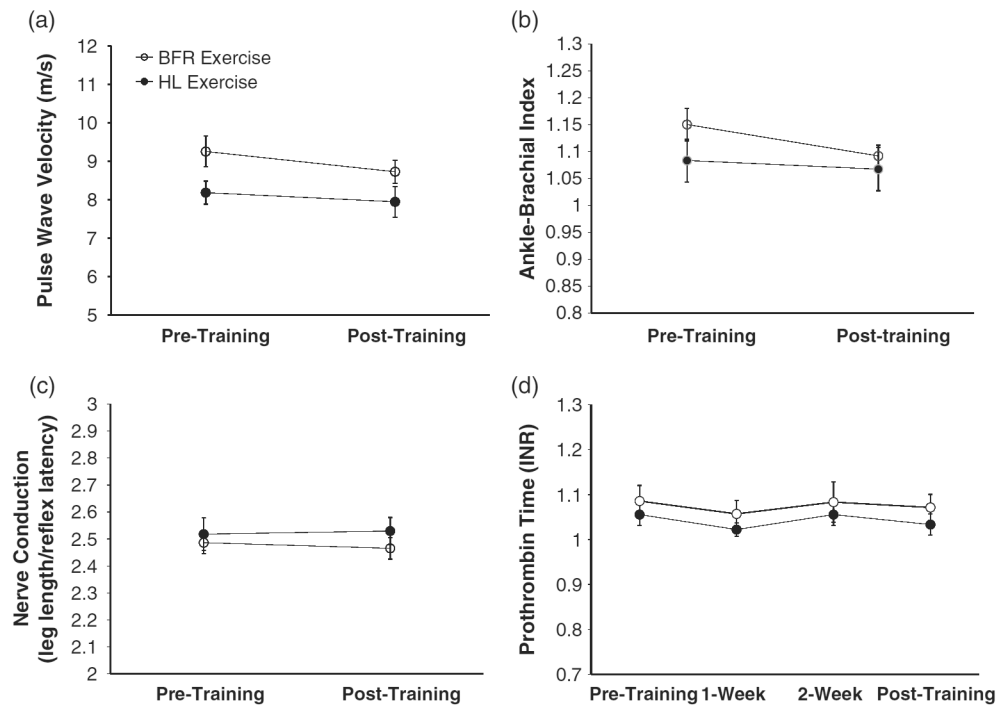 (a)
Pulse Wave Velocity (m/s)
12
11
10
9
8
7
6
5
BFR Exercise
HL Exercise
Pre-Training
Post-Training
(b)
Ankle-Brachial Index
1.3
1.25
1.2
1.15
1.1
1.05
1
0.95
0.9
0.85
0.8
Pre-Training
Post-training
(c)
Nerve Conduction
(leg length/reflex latency)
3
2.9
2.8
2.7
2.6
2.5
2.4
2.3
2.2
2.1
2
Pre-Training
Post-Training
(d)
Prothrombin Time (INR)
1.3
1.2
1.1
1.0
0.9
0.8
0.7
Pre-Training 1-Week 2-Week Post-Training